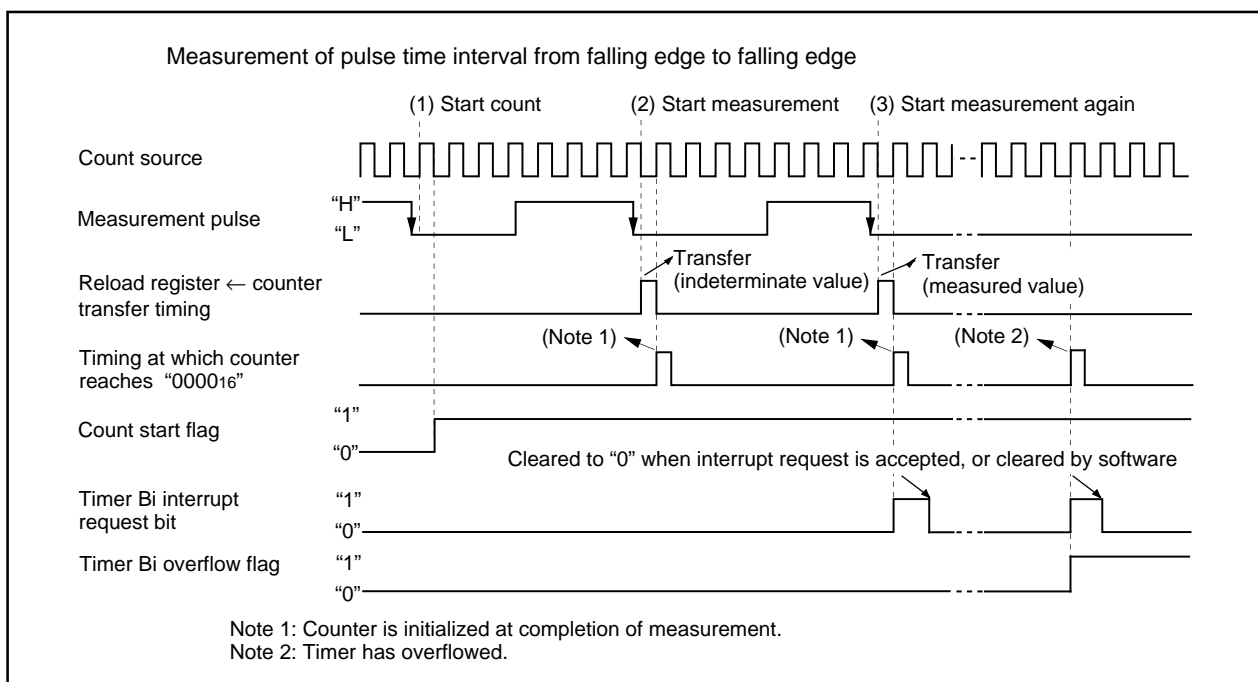 Measurement of pulse time interval from falling edge to falling edge
(1) Start count
(2) Start measurement
(3) Start measurement again
Count source
Measurement pulse
“H”
“L”
Reload register ← counter
transfer timing
Transfer
(indeterminate value)
Transfer
(measured value)
Timing at which counter
reaches “000016”
(Note 1)
(Note 1)
(Note 2)
Count start flag
“1”
“0”
Cleared to “0” when interrupt request is accepted, or cleared by software
Timer Bi interrupt
request bit
“1”
“0”
Timer Bi overflow flag
“1”
“0”
Note 1: Counter is initialized at completion of measurement.
Note 2: Timer has overflowed.